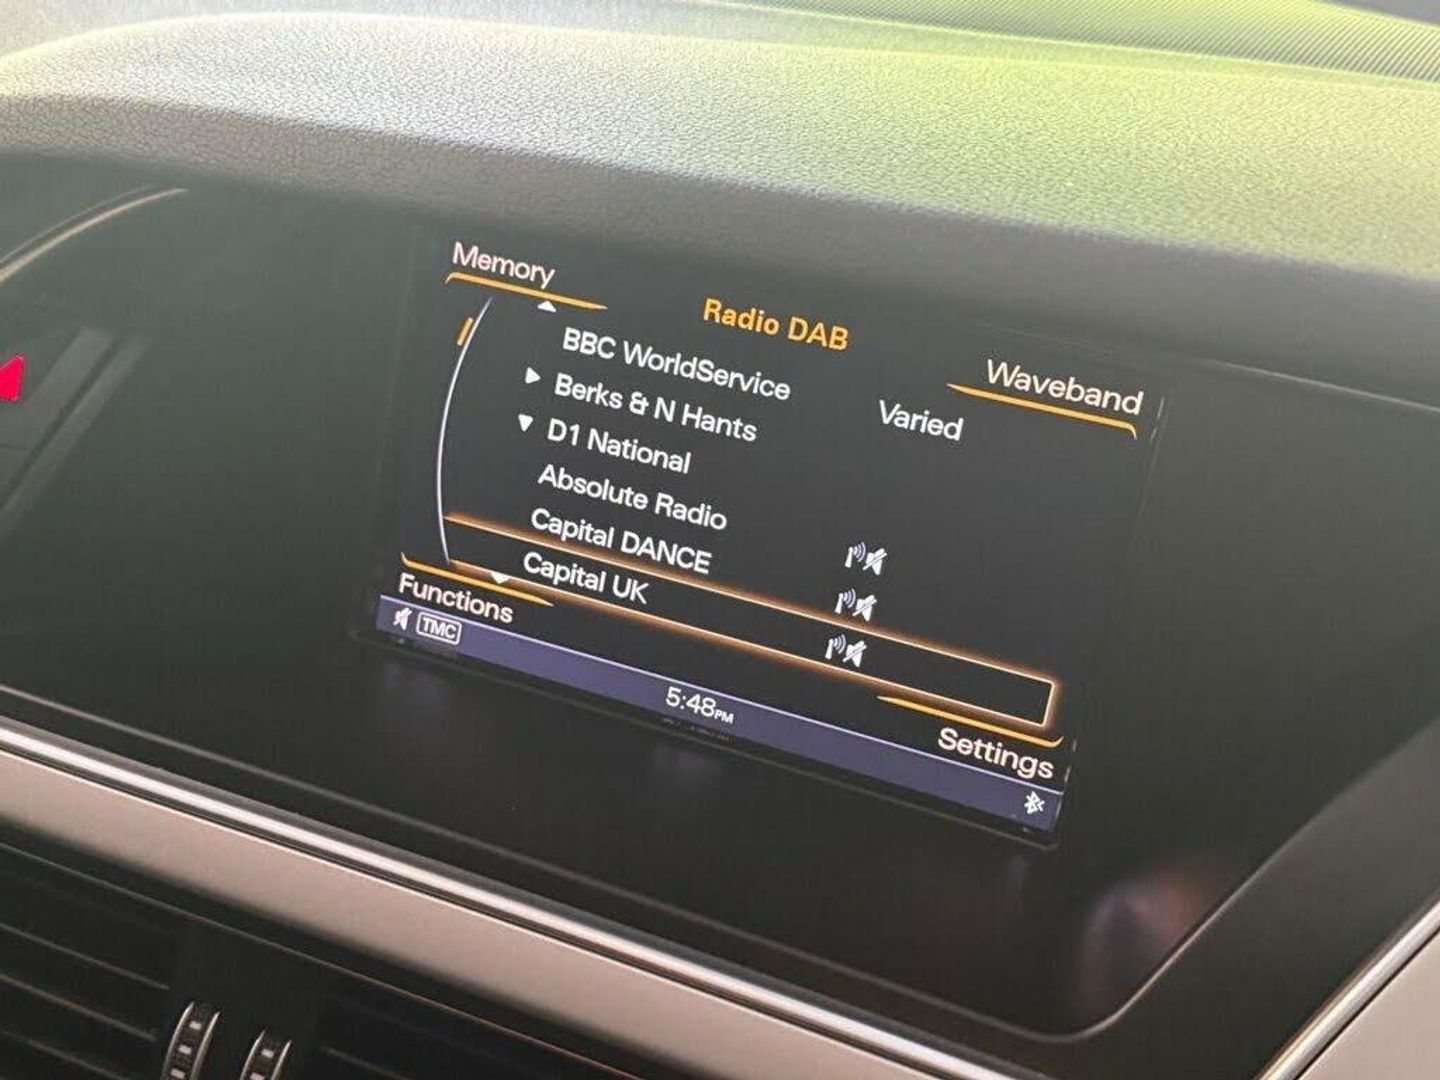 Memory
Radio DAB
Waveband
BBC WorldService Varied
Berks & N Hants
D1 National
Absolute Radio
Capital DANCE
Capital UK
Functions
Settings
TMC
5:48PM